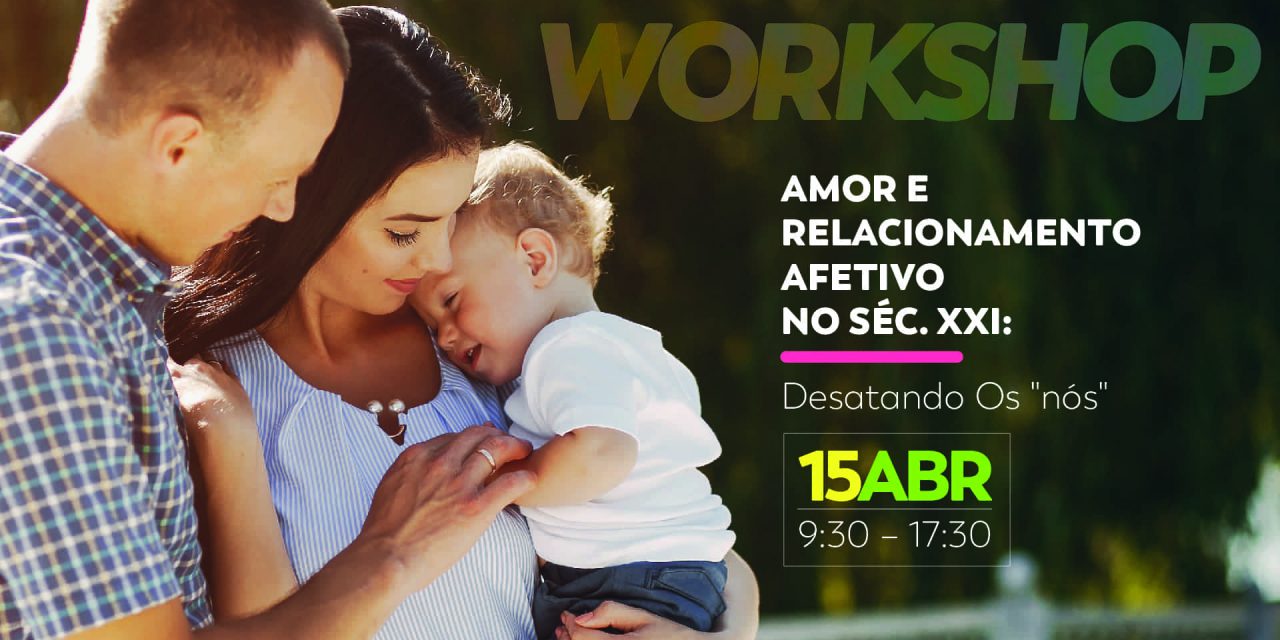 WORKSHOP
AMOR E
RELACIONAMENTO
AFETIVO
NO SÉC. XXI:
Desatando Os "nós"
15ABR
9:30 – 17:30